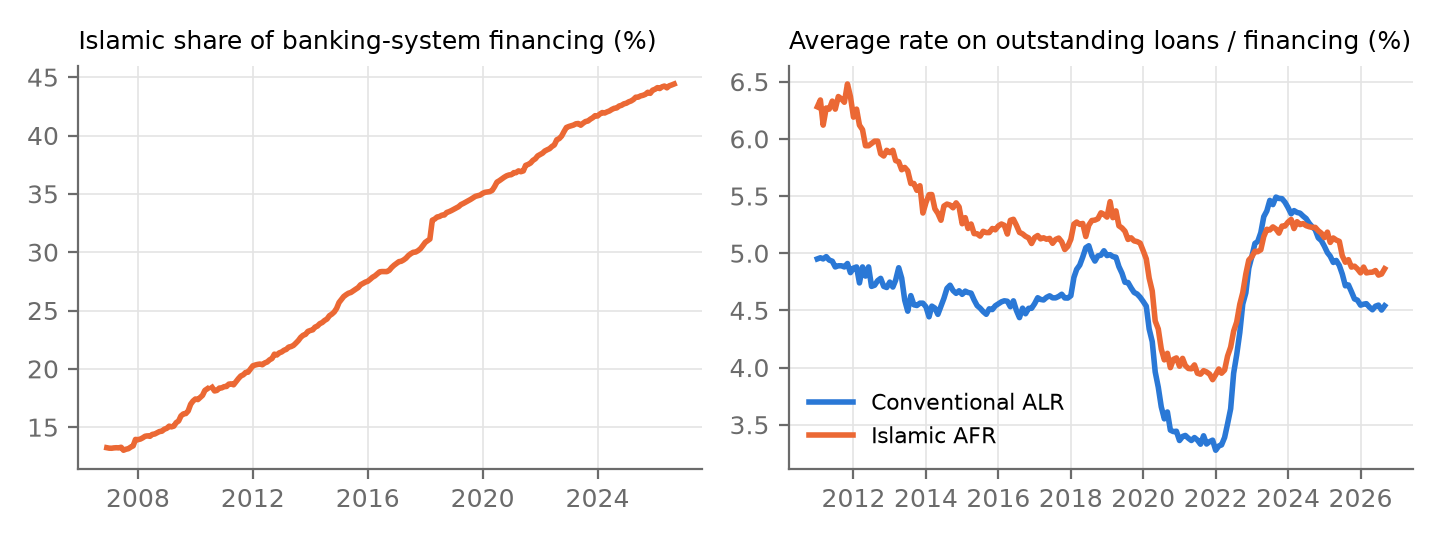 Islamic share of banking-system financing (%)
45
40
35
30
25
20
15
2008 2012 2016 2020 2024
Average rate on outstanding loans / financing (%)
6.5
6.0
5.5
5.0
4.5
4.0
3.5
Conventional ALR
Islamic AFR
2012 2014 2016 2018 2020 2022 2024 2026